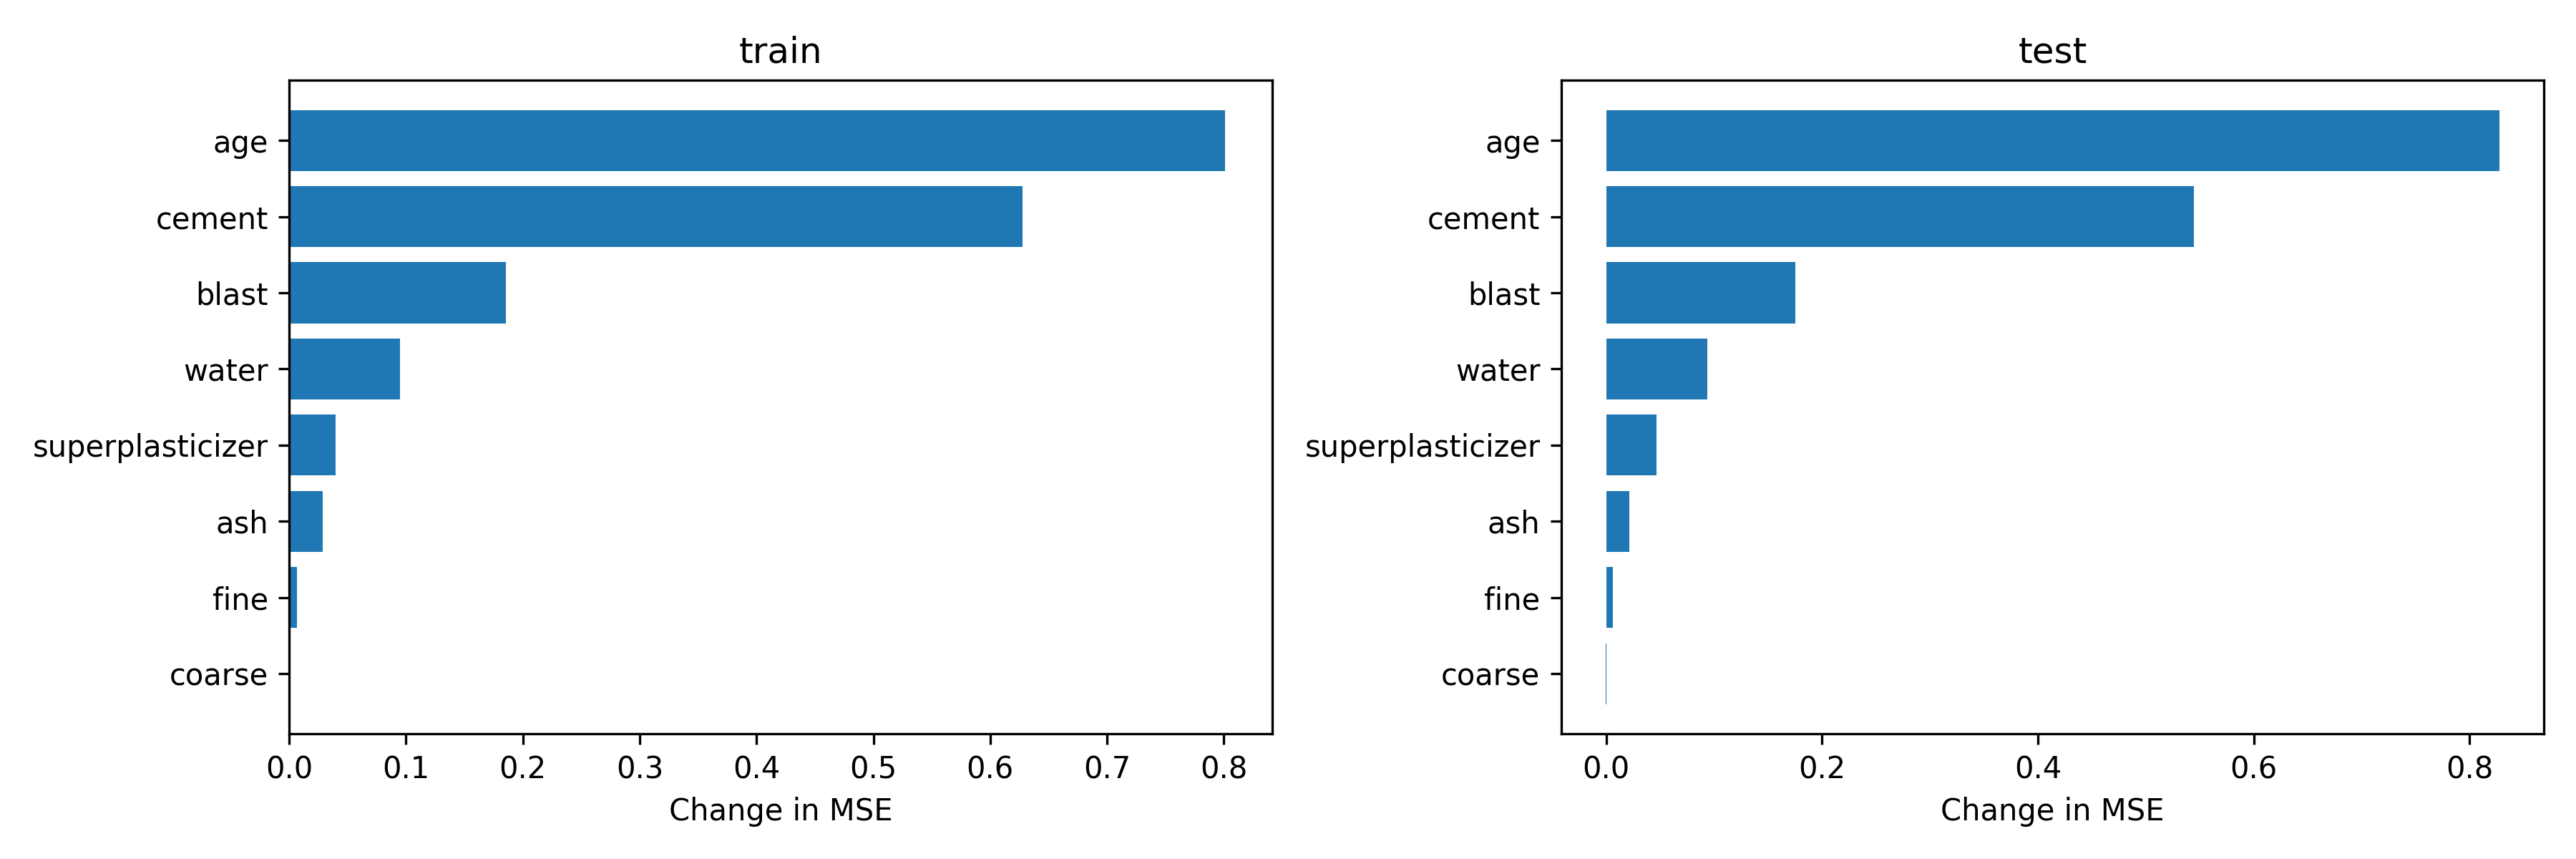 train
age
cement
blast
water
superplasticizer
ash
fine
coarse
0.0 0.1 0.2 0.3 0.4 0.5 0.6 0.7 0.8
Change in MSE
test
age
cement
blast
water
superplasticizer
ash
fine
coarse
0.0 0.2 0.4 0.6 0.8
Change in MSE